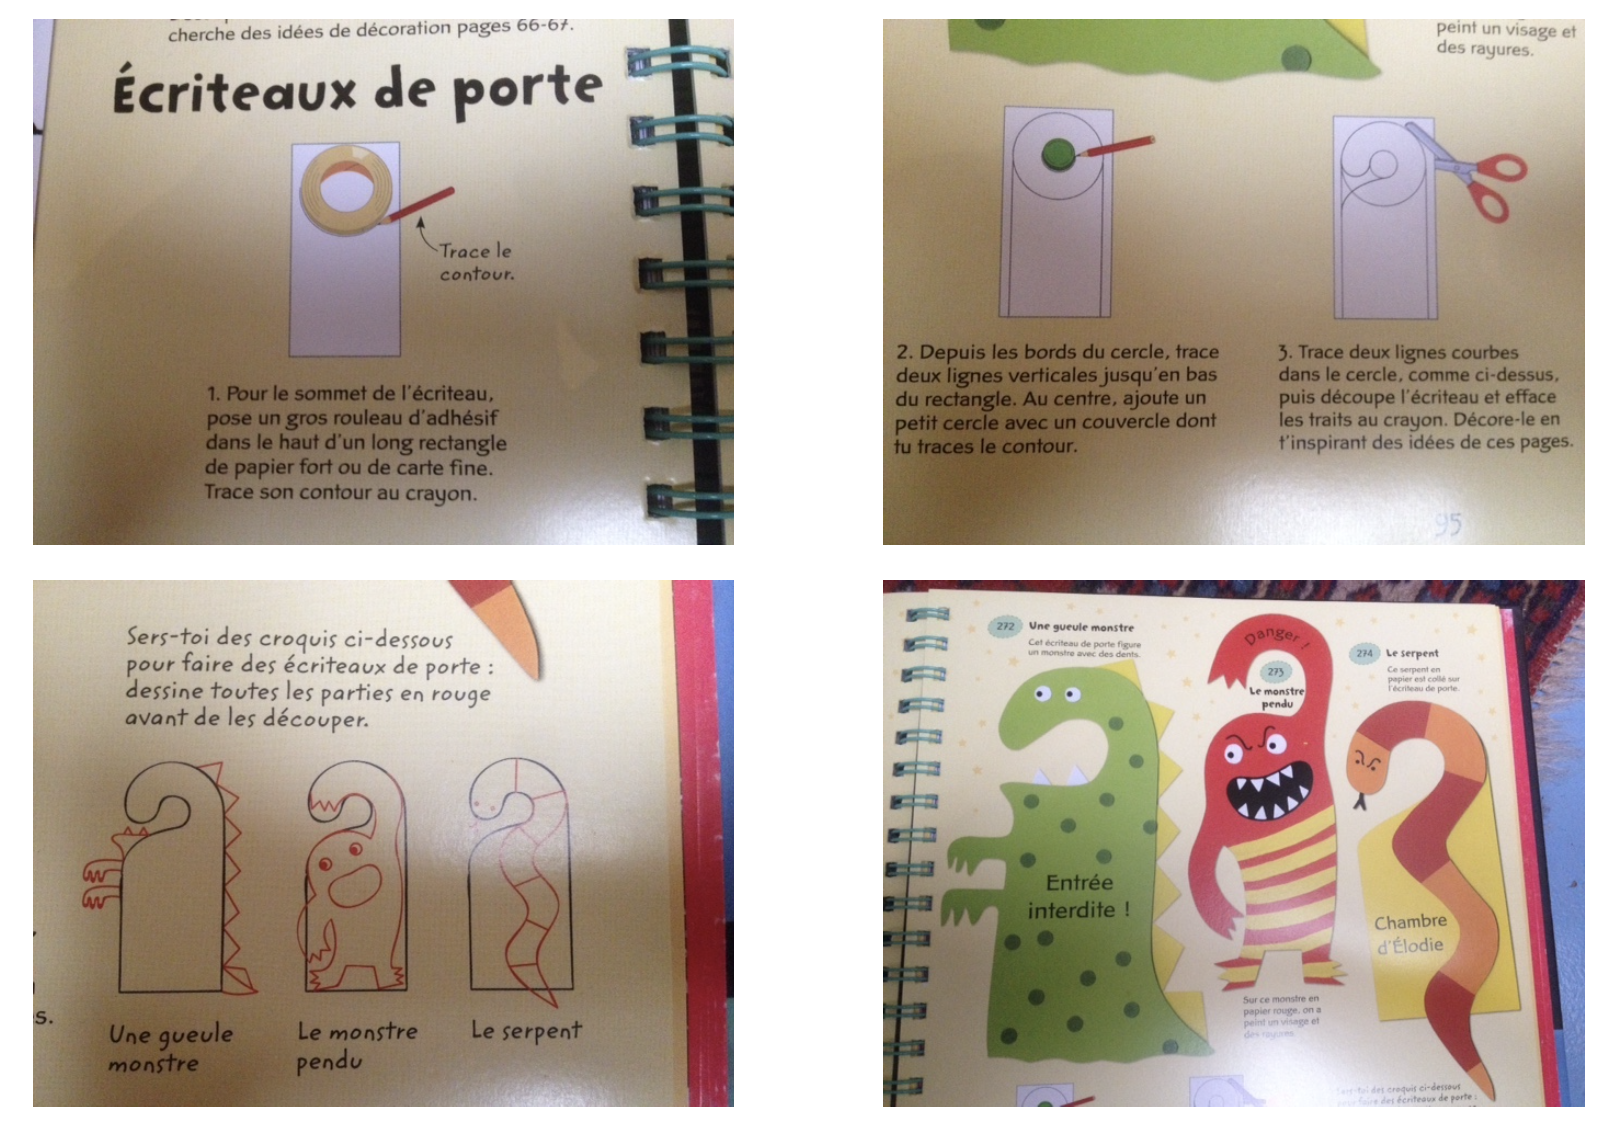 cherche des idées de décoration pages 66-67.
Écriteaux de porte
Trace le
contour.
1. Pour le sommet de l'écriteau,
pose un gros rouleau d'adhésif
dans le haut d'un long rectangle
de papier fort ou de carte fine.
Trace son contour au crayon.
peint un visage et
des rayures.
2. Depuis les bords du cercle, trace
deux lignes verticales jusqu'en bas
du rectangle. Au centre, ajoute un
petit cercle avec un couvercle dont
tu traces le contour.
3. Trace deux lignes courbes
dans le cercle, comme ci-dessus,
puis découpe l'écriteau et efface
les traits au crayon. Décore-le en
t'inspirant des idées de ces pages.
95
Sers-toi des croquis ci-dessous
pour faire des écriteaux de porte :
dessine toutes les parties en rouge
avant de les découper.
s.
Une gueule
monstre
Le monstre
pendu
Le serpent
272 Une gueule monstre
Cet écriteau de porte figure
un monstre avec des dents.
Danger !
273
Le monstre
pendu
274 Le serpent
Ce serpent en
papier est collé sur
l'écriteau de porte.
Entrée
interdite !
Chambre
d'Élodie
Sur ce monstre en
papier rouge, on a
peint un visage et
des rayures.
Sers-toi des croquis ci-dessous
pour faire des écriteaux de porte :